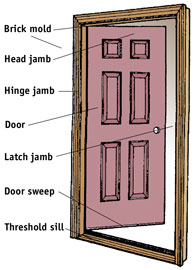 Brick mold
Head jamb
Hinge jamb
Door
Latch jamb
Door sweep
Threshold sill